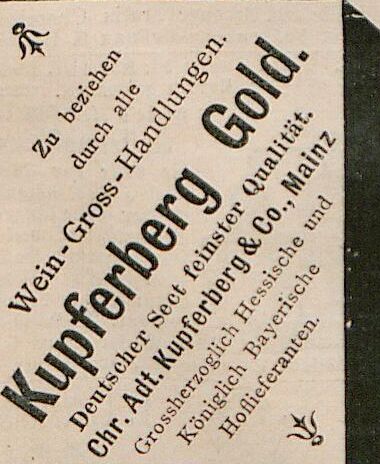 Zu beziehen
durch alle
Wein-Gross-Handlungen.
Kupferberg Gold.
Deutscher Sect feinster Qualität.
Chr. Adt. Kupferberg & Co., Mainz
Grossherzoglich Hessische und
Königlich Bayerische
Hoflieferanten.